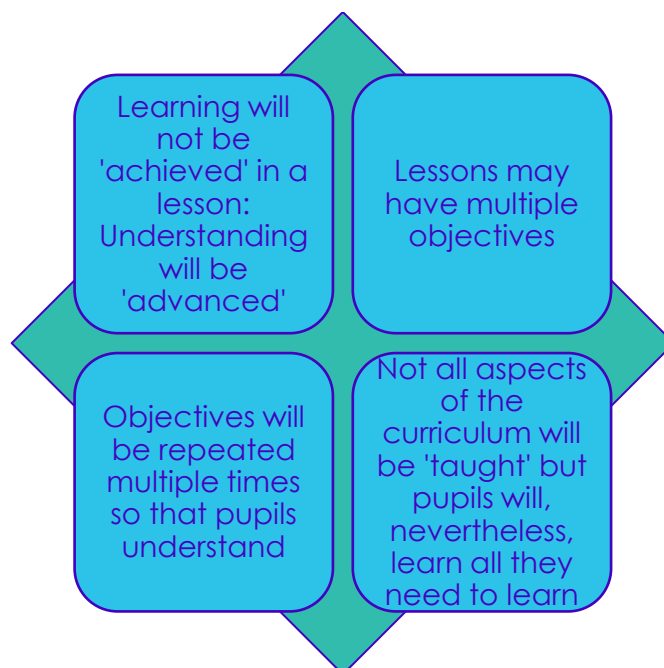 Learning will
not be
'achieved' in a
lesson:
Understanding
will be
'advanced'
Lessons may
have multiple
objectives
Objectives will
be repeated
multiple times
so that pupils
understand
Not all aspects
of the
curriculum will
be 'taught' but
pupils will,
nevertheless,
learn all they
need to learn